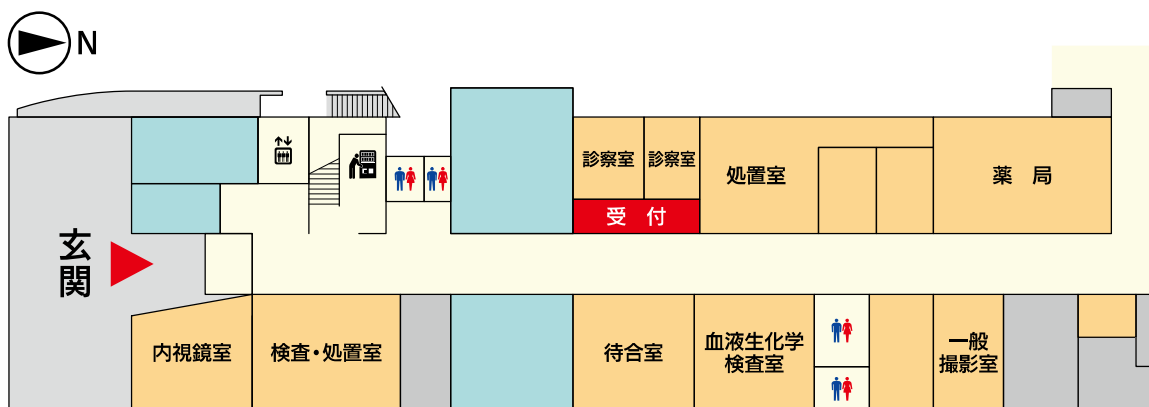 N
診察室
診察室
処置室
薬 局
受 付
玄関
内視鏡室
検査・処置室
待合室
血液生化学
検査室
一般
撮影室